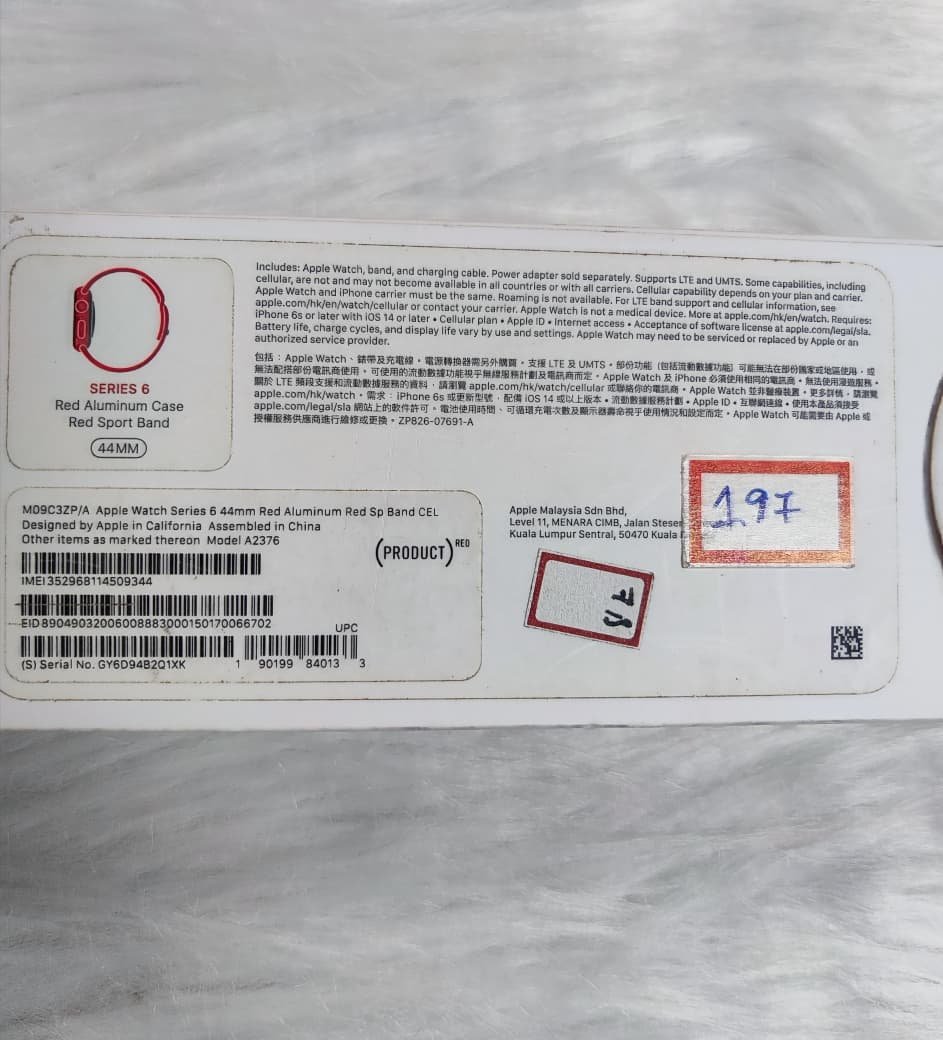 SERIES 6
Red Aluminum Case
Red Sport Band
44MM
Includes: Apple Watch, band, and charging cable. Power adapter sold separately. Supports LTE and UMTS. Some capabilities, including
cellular, are not and may not become available in all countries or with all carriers. Cellular capability depends on your plan and carrier.
Apple Watch and iPhone carrier must be the same. Roaming is not available. For LTE band support and cellular information, see
apple.com/hk/en/watch/cellular or contact your carrier. Apple Watch is not a medical device. More at apple.com/hk/en/watch. Requires:
iPhone 6s or later with iOS 14 or later • Cellular plan • Apple ID • Internet access • Acceptance of software license at apple.com/legal/sla.
Battery life, charge cycles, and display life vary by use and settings. Apple Watch may need to be serviced or replaced by Apple or an
authorized service provider.
包括：Apple Watch、錶帶及充電線。電源轉換器需另外購買。支援 LTE 及 UMTS。部份功能 (包括流動數據功能) 可能無法在部份國家或地區使用，或
無法配搭部份電訊商使用。可使用的流動數據功能視乎無線服務計劃及電訊商而定。Apple Watch 及 iPhone 必須使用相同的電訊商。無法使用漫遊服務。
關於 LTE 頻段支援和流動數據服務的資料，請瀏覽 apple.com/hk/watch/cellular 或聯絡你的電訊商。Apple Watch 並非醫療裝置。更多詳情，請瀏覽
apple.com/hk/watch。需求：iPhone 6s 或更新型號，配備 iOS 14 或以上版本 • 流動數據服務計劃 • Apple ID • 互聯網連線 • 使用本產品須接受
apple.com/legal/sla 網站上的軟件許可。電池使用時間、可循環充電次數及顯示器壽命視乎使用情況和設定而定。Apple Watch 可能需要由 Apple 或
授權服務供應商進行維修或更換。ZP826-07691-A
M09C3ZP/A Apple Watch Series 6 44mm Red Aluminum Red Sp Band CEL
Designed by Apple in California Assembled in China
Other items as marked thereon Model A2376
(PRODUCT)RED
IMEI 352968114509344
EID 89049032006008883000150170066702
UPC
(S) Serial No. GY6D94B2Q1XK
1 90199 84013 3
Apple Malaysia Sdn Bhd,
Level 11, MENARA CIMB, Jalan Stesen
Kuala Lumpur Sentral, 50470 Kuala
197